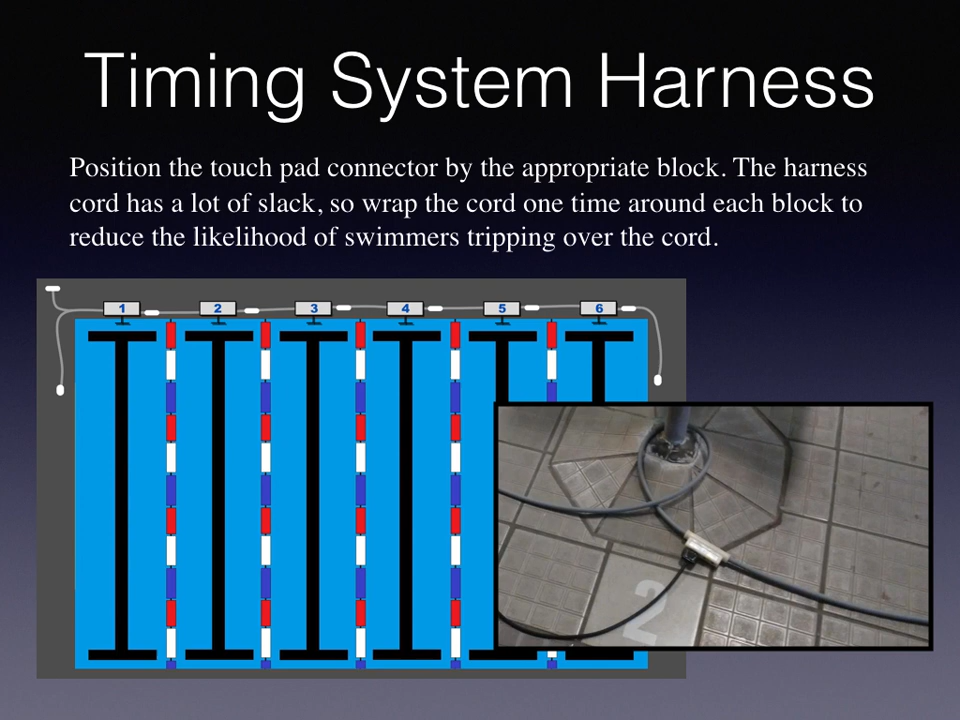 Timing System Harness
Position the touch pad connector by the appropriate block. The harness
cord has a lot of slack, so wrap the cord one time around each block to
reduce the likelihood of swimmers tripping over the cord.
1 2 3 4 5 6
2